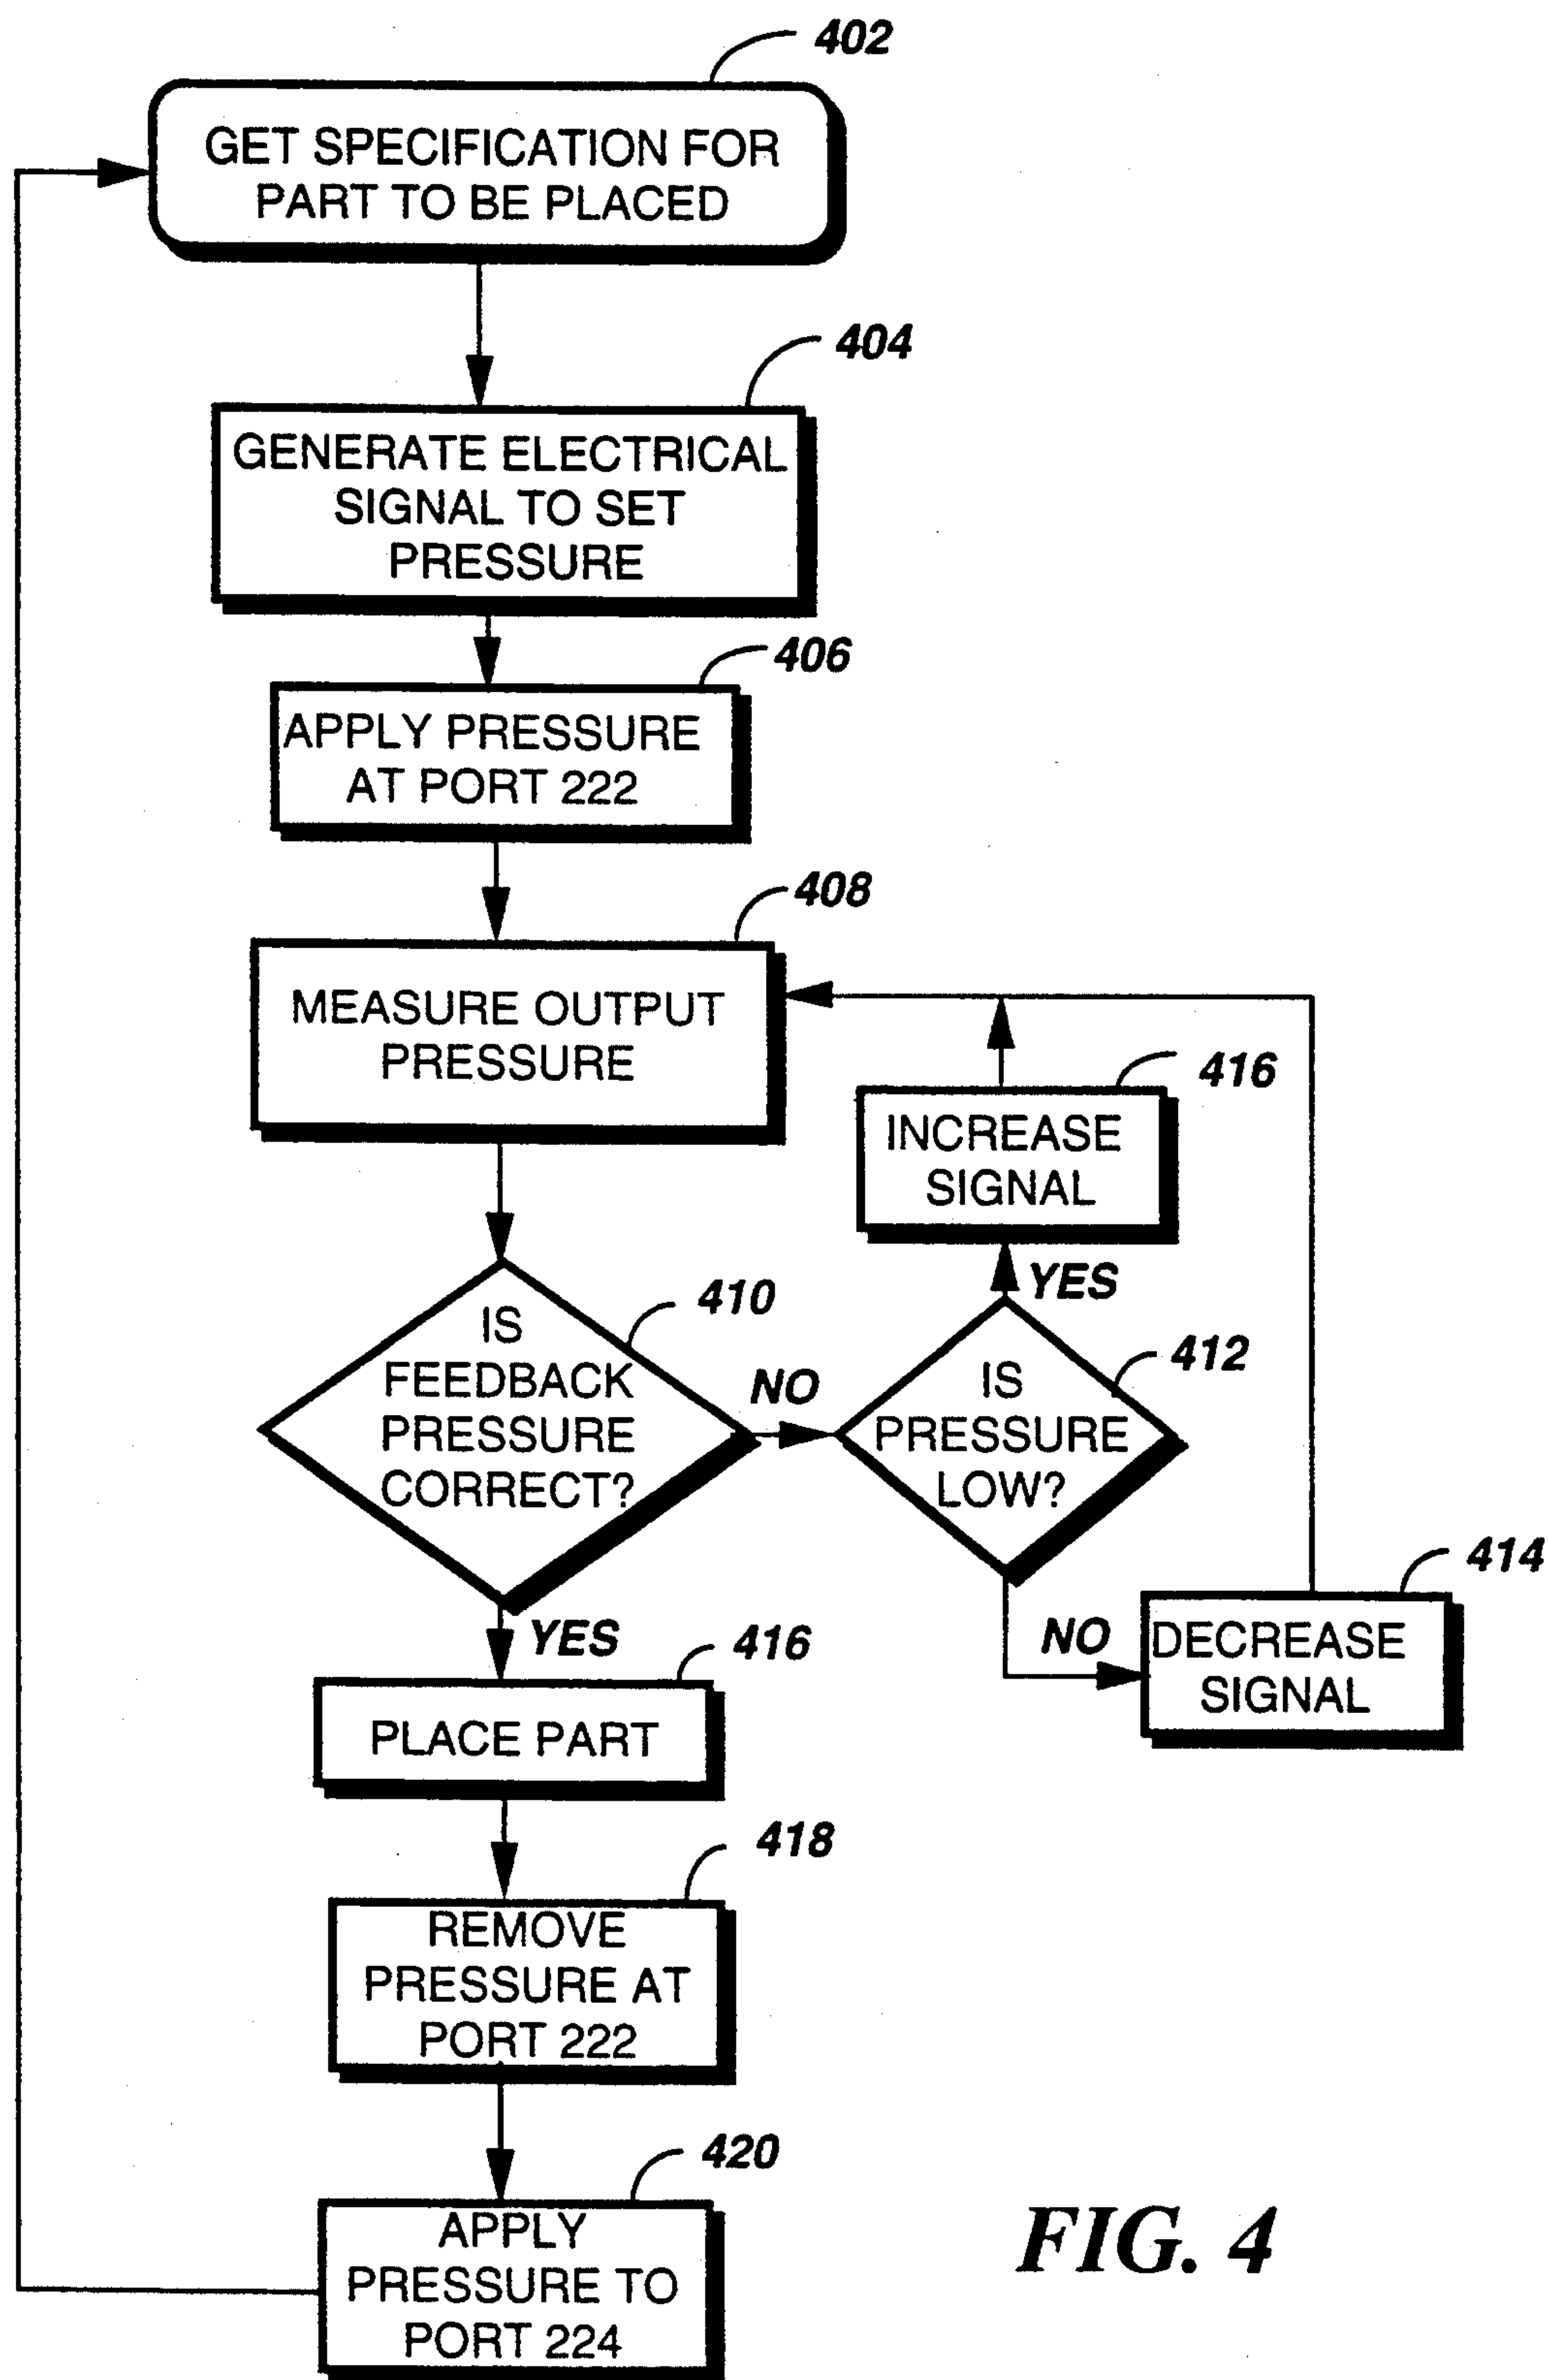 402
GET SPECIFICATION FOR
PART TO BE PLACED
404
GENERATE ELECTRICAL
SIGNAL TO SET
PRESSURE
406
APPLY PRESSURE
AT PORT 222
408
MEASURE OUTPUT
PRESSURE
416
INCREASE
SIGNAL
YES
410
IS
FEEDBACK
PRESSURE
CORRECT?
NO
412
IS
PRESSURE
LOW?
414
NO
DECREASE
SIGNAL
YES
416
PLACE PART
418
REMOVE
PRESSURE AT
PORT 222
420
APPLY
PRESSURE TO
PORT 224
FIG. 4